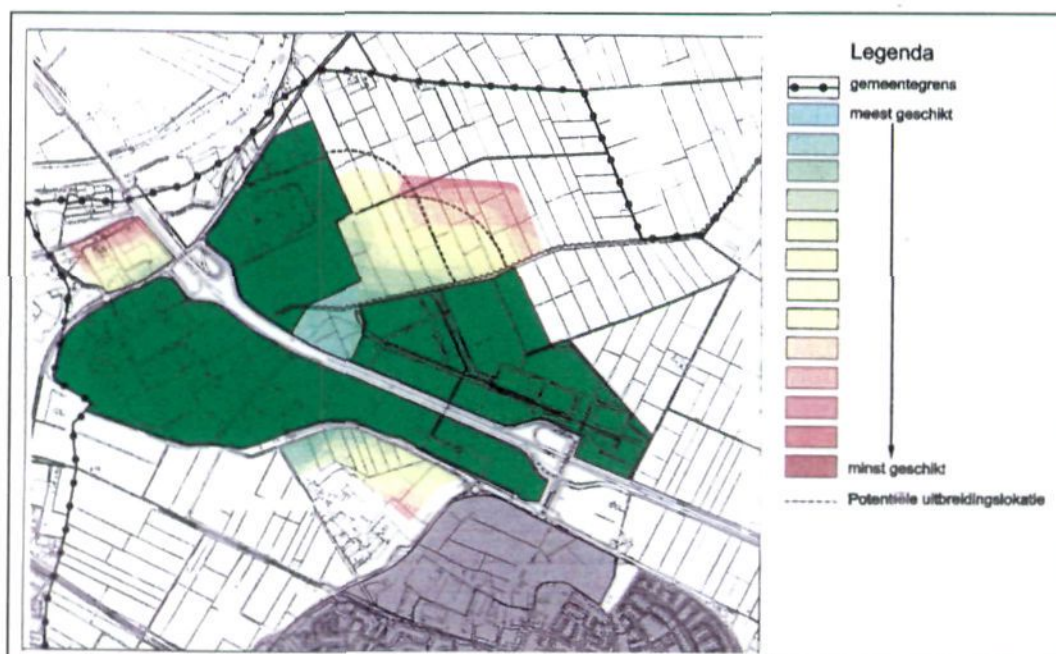 Legenda
gemeentegrens
meest geschikt
minst geschikt
Potentiële uitbreidingslokatie